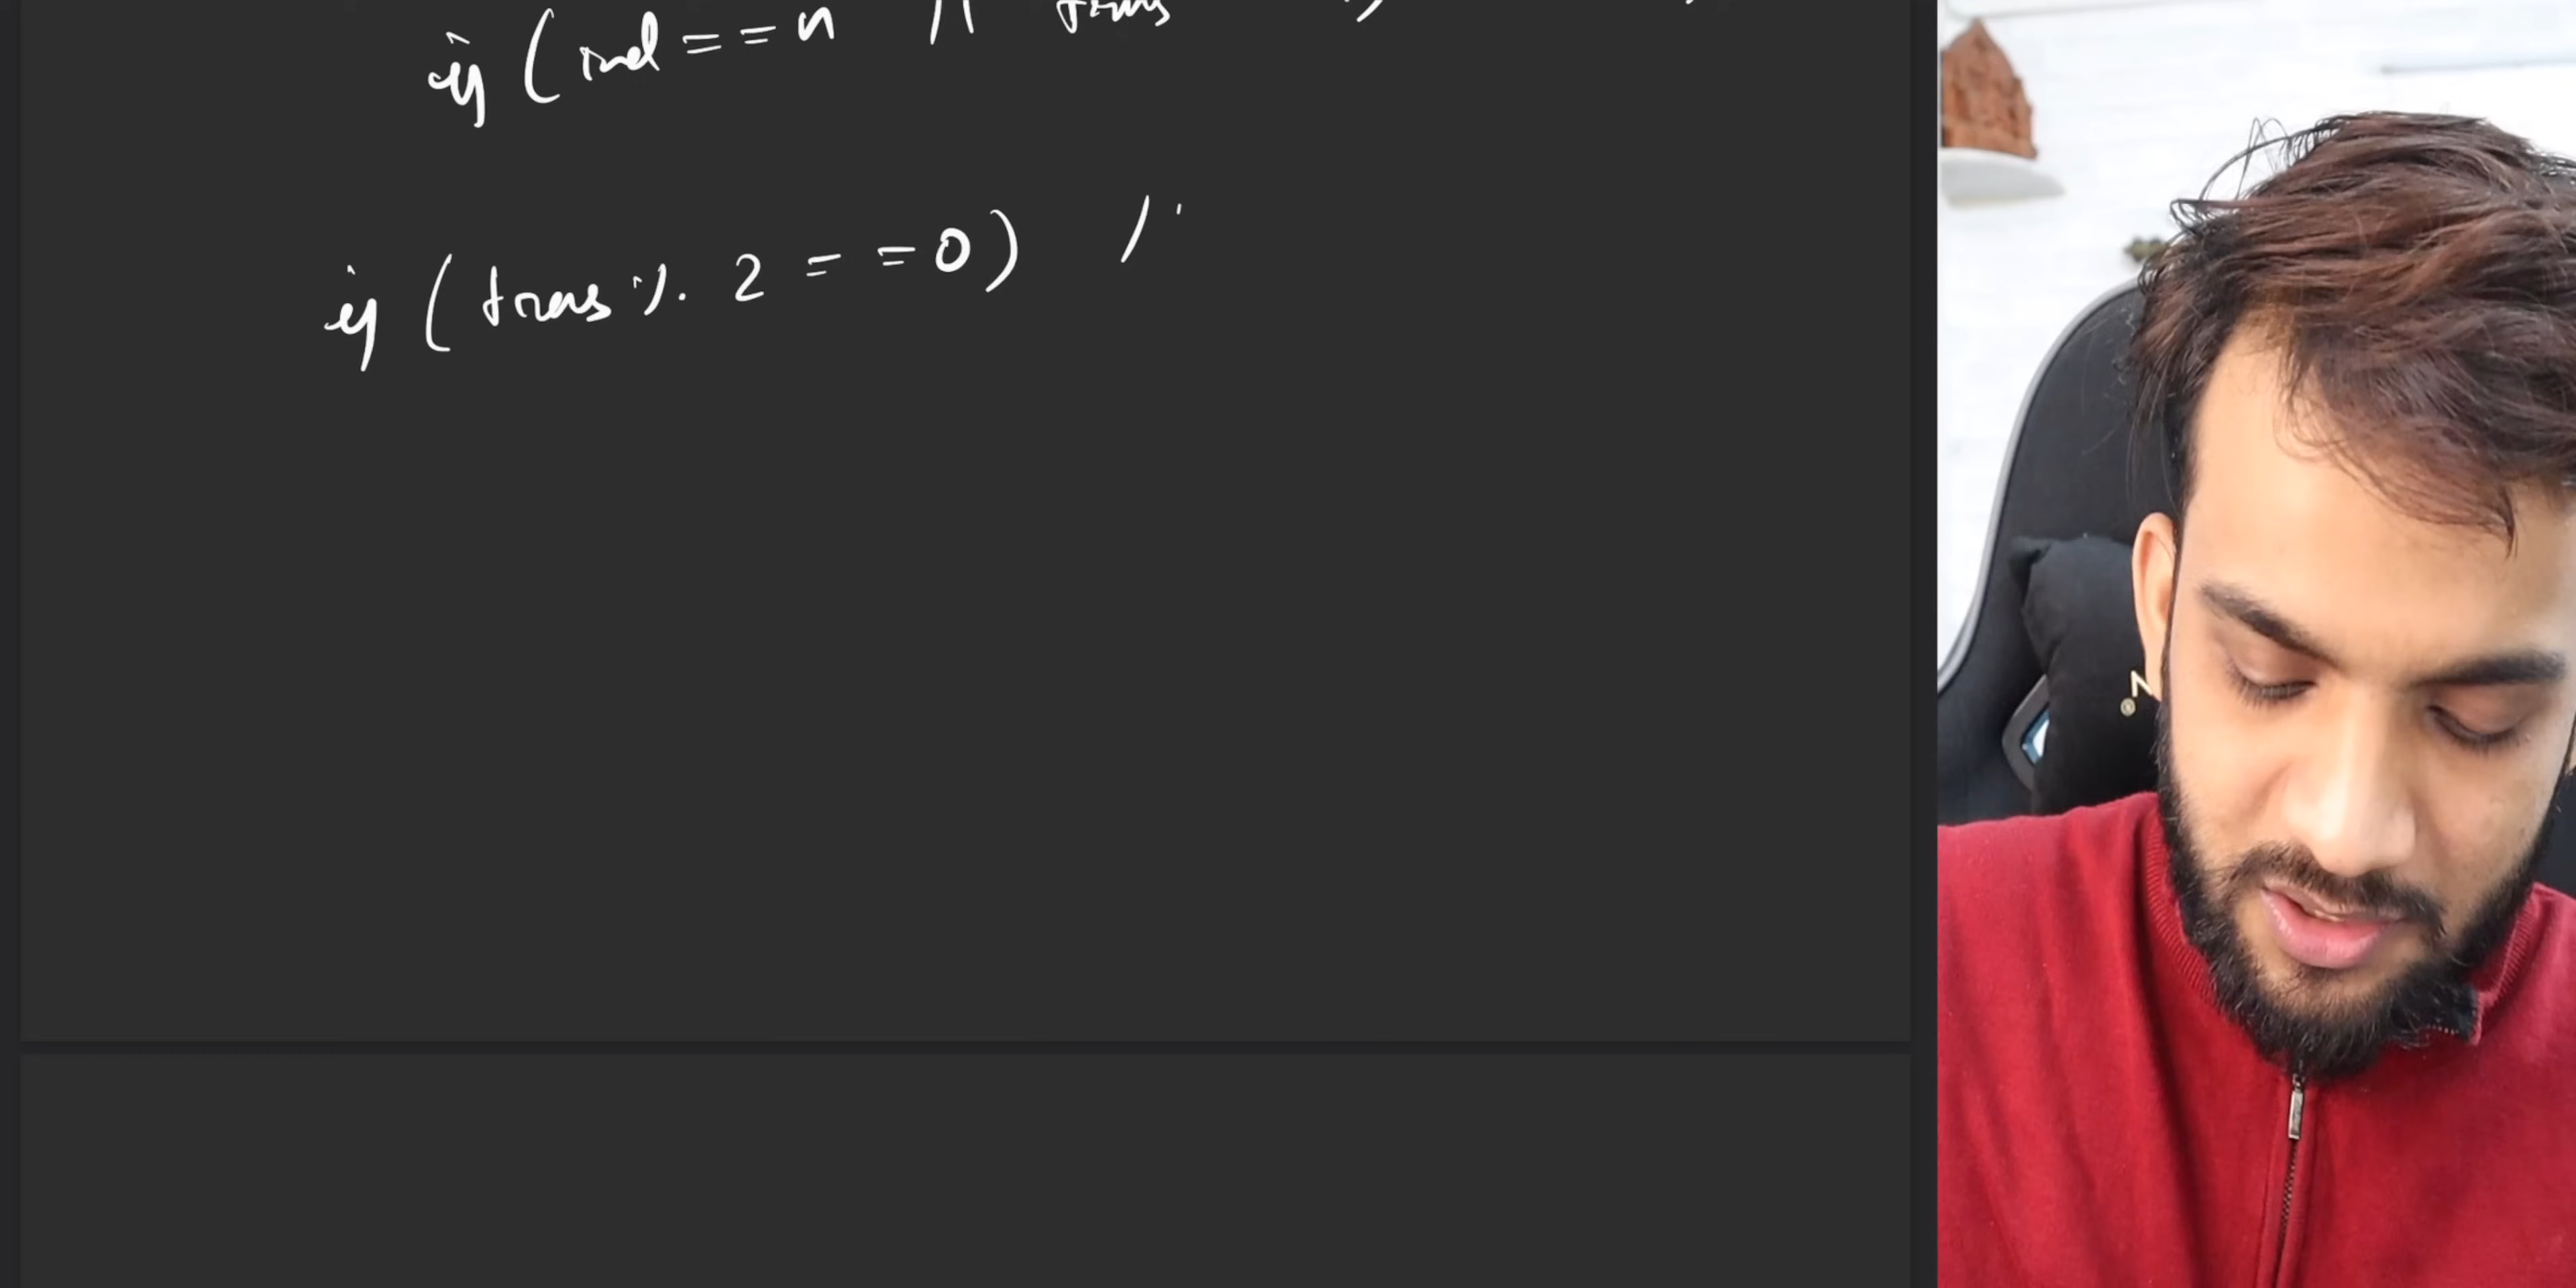 if (ind == n ||
if (trans % 2 == 0) /
N